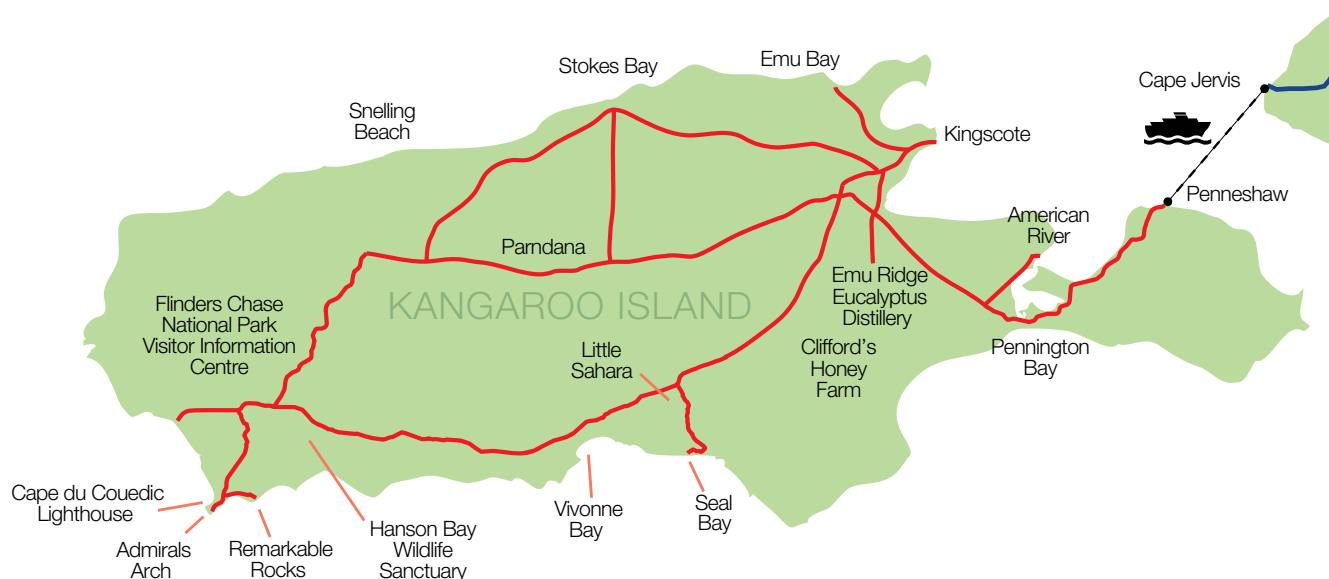 Emu Bay
Stokes Bay
Cape Jervis
Snelling
Beach
Kingscote
Penneshaw
American
River
Parndana
Emu Ridge
Eucalyptus
Distillery
KANGAROO ISLAND
Flinders Chase
National Park
Visitor Information
Centre
Little
Sahara
Clifford's
Honey
Farm
Pennington
Bay
Cape du Couedic
Lighthouse
Vivonne
Bay
Seal
Bay
Hanson Bay
Wildlife
Sanctuary
Admirals
Arch
Remarkable
Rocks